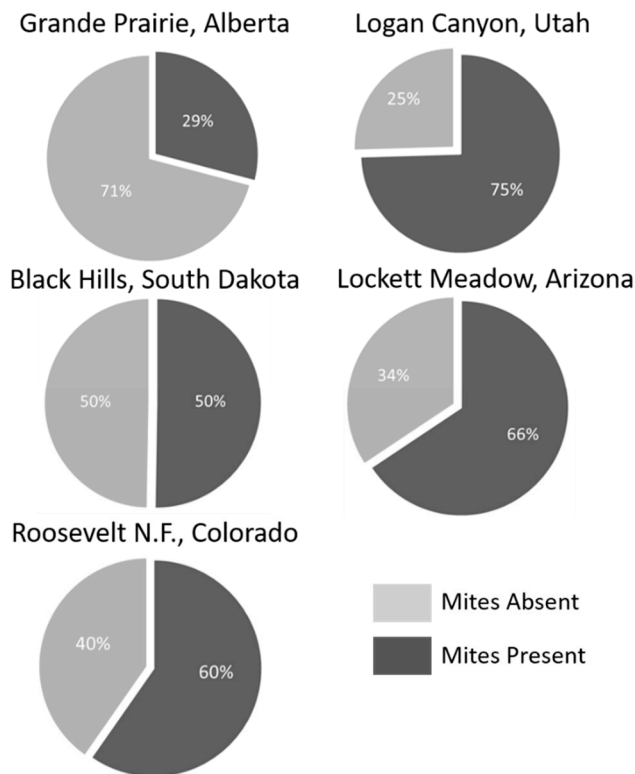 Grande Prairie, Alberta
29%
71%
Logan Canyon, Utah
25%
75%
Black Hills, South Dakota
50%
50%
Lockett Meadow, Arizona
34%
66%
Roosevelt N.F., Colorado
40%
60%
Mites Absent
Mites Present